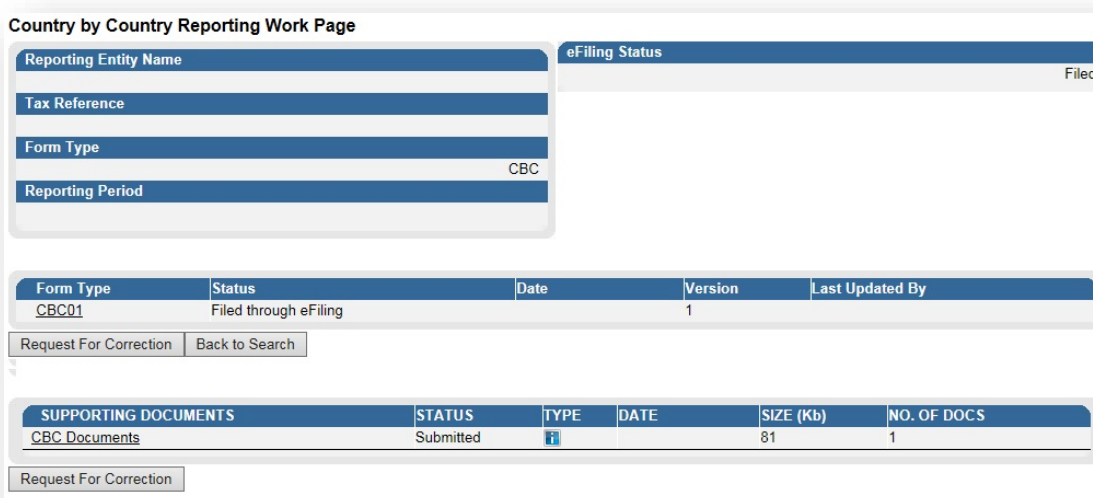 Country by Country Reporting Work Page
Reporting Entity Name
eFiling Status
Filed
Tax Reference
Form Type
CBC
Reporting Period
Form Type Status Date Version Last Updated By
CBC01 Filed through eFiling 1
Request For Correction Back to Search
SUPPORTING DOCUMENTS STATUS TYPE DATE SIZE (Kb) NO. OF DOCS
CBC Documents Submitted 81 1
Request For Correction